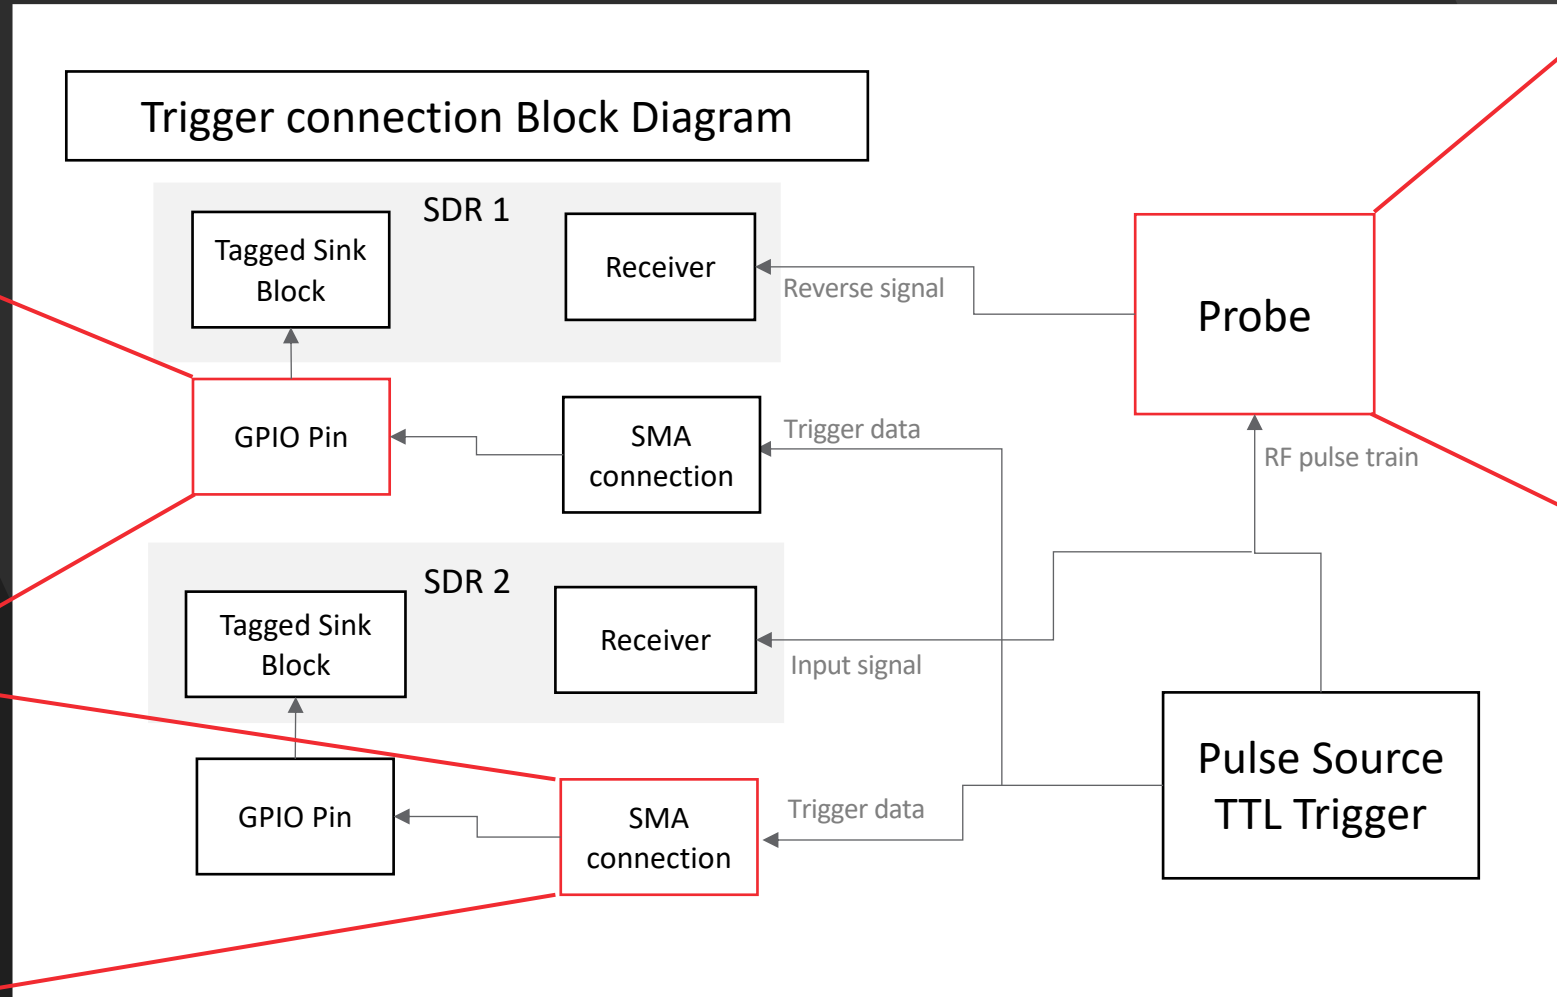 Trigger connection Block Diagram
SDR 1
Tagged Sink
Block
Receiver
Reverse signal
Probe
GPIO Pin
SMA
connection
Trigger data
RF pulse train
SDR 2
Tagged Sink
Block
Receiver
Input signal
GPIO Pin
SMA
connection
Trigger data
Pulse Source
TTL Trigger